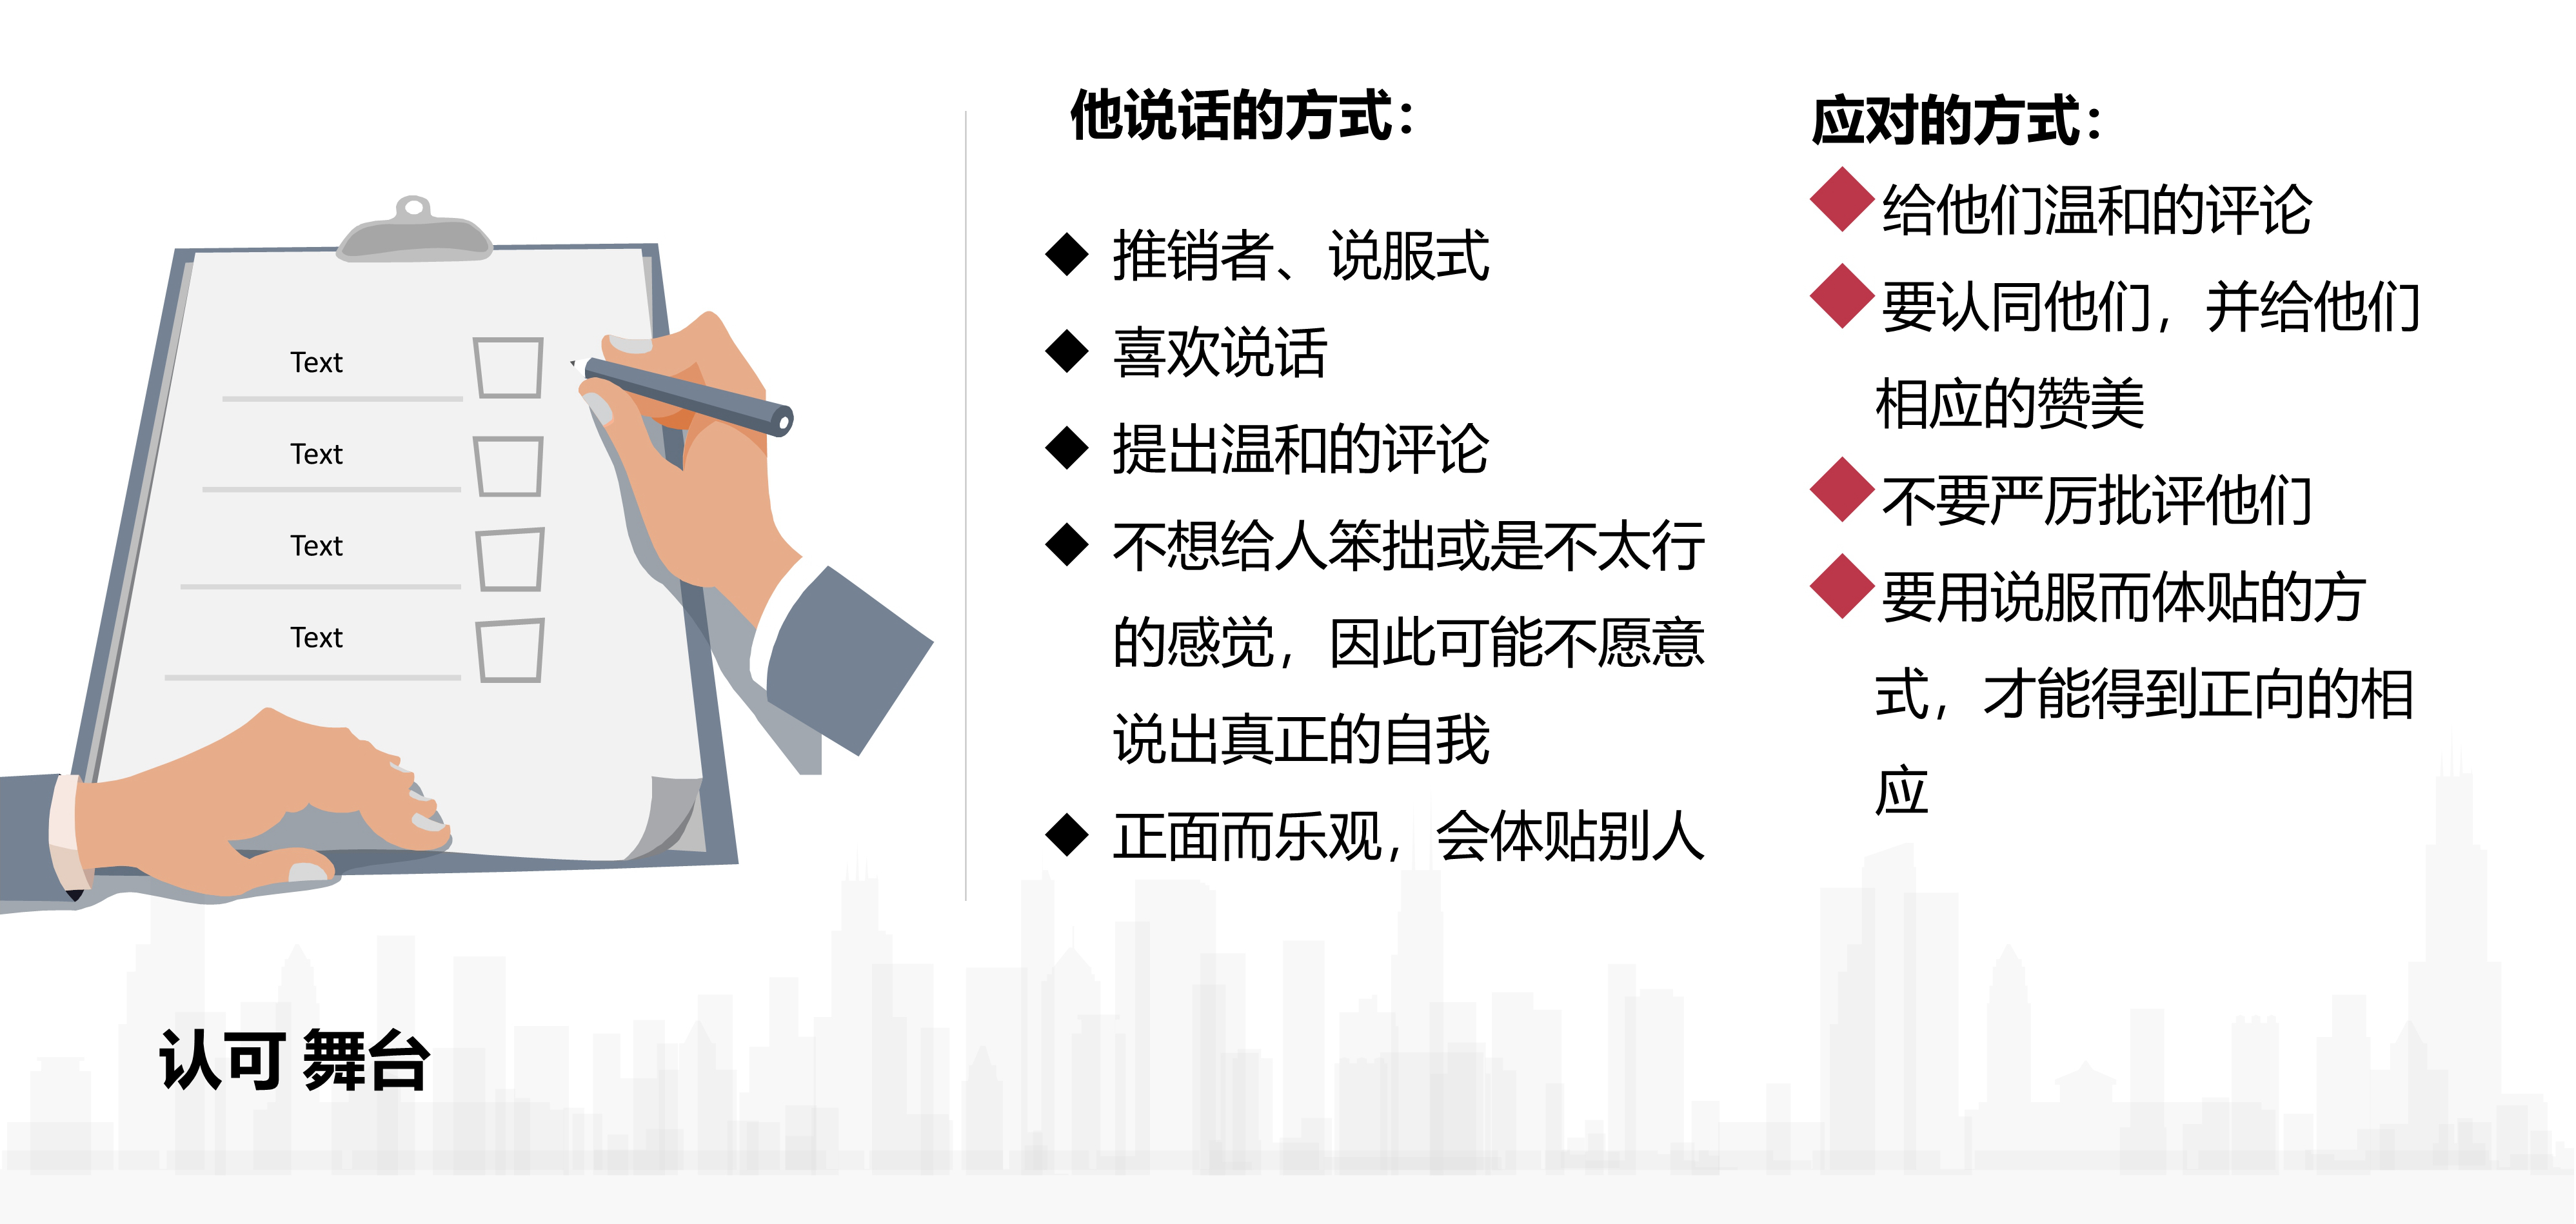 Text
Text
Text
Text
认可 舞台
他说话的方式：
推销者、说服式
喜欢说话
提出温和的评论
不想给人笨拙或是不太行
的感觉，因此可能不愿意
说出真正的自我
正面而乐观，会体贴别人
应对的方式：
给他们温和的评论
要认同他们，并给他们
相应的赞美
不要严厉批评他们
要用说服而体贴的方
式，才能得到正向的相
应